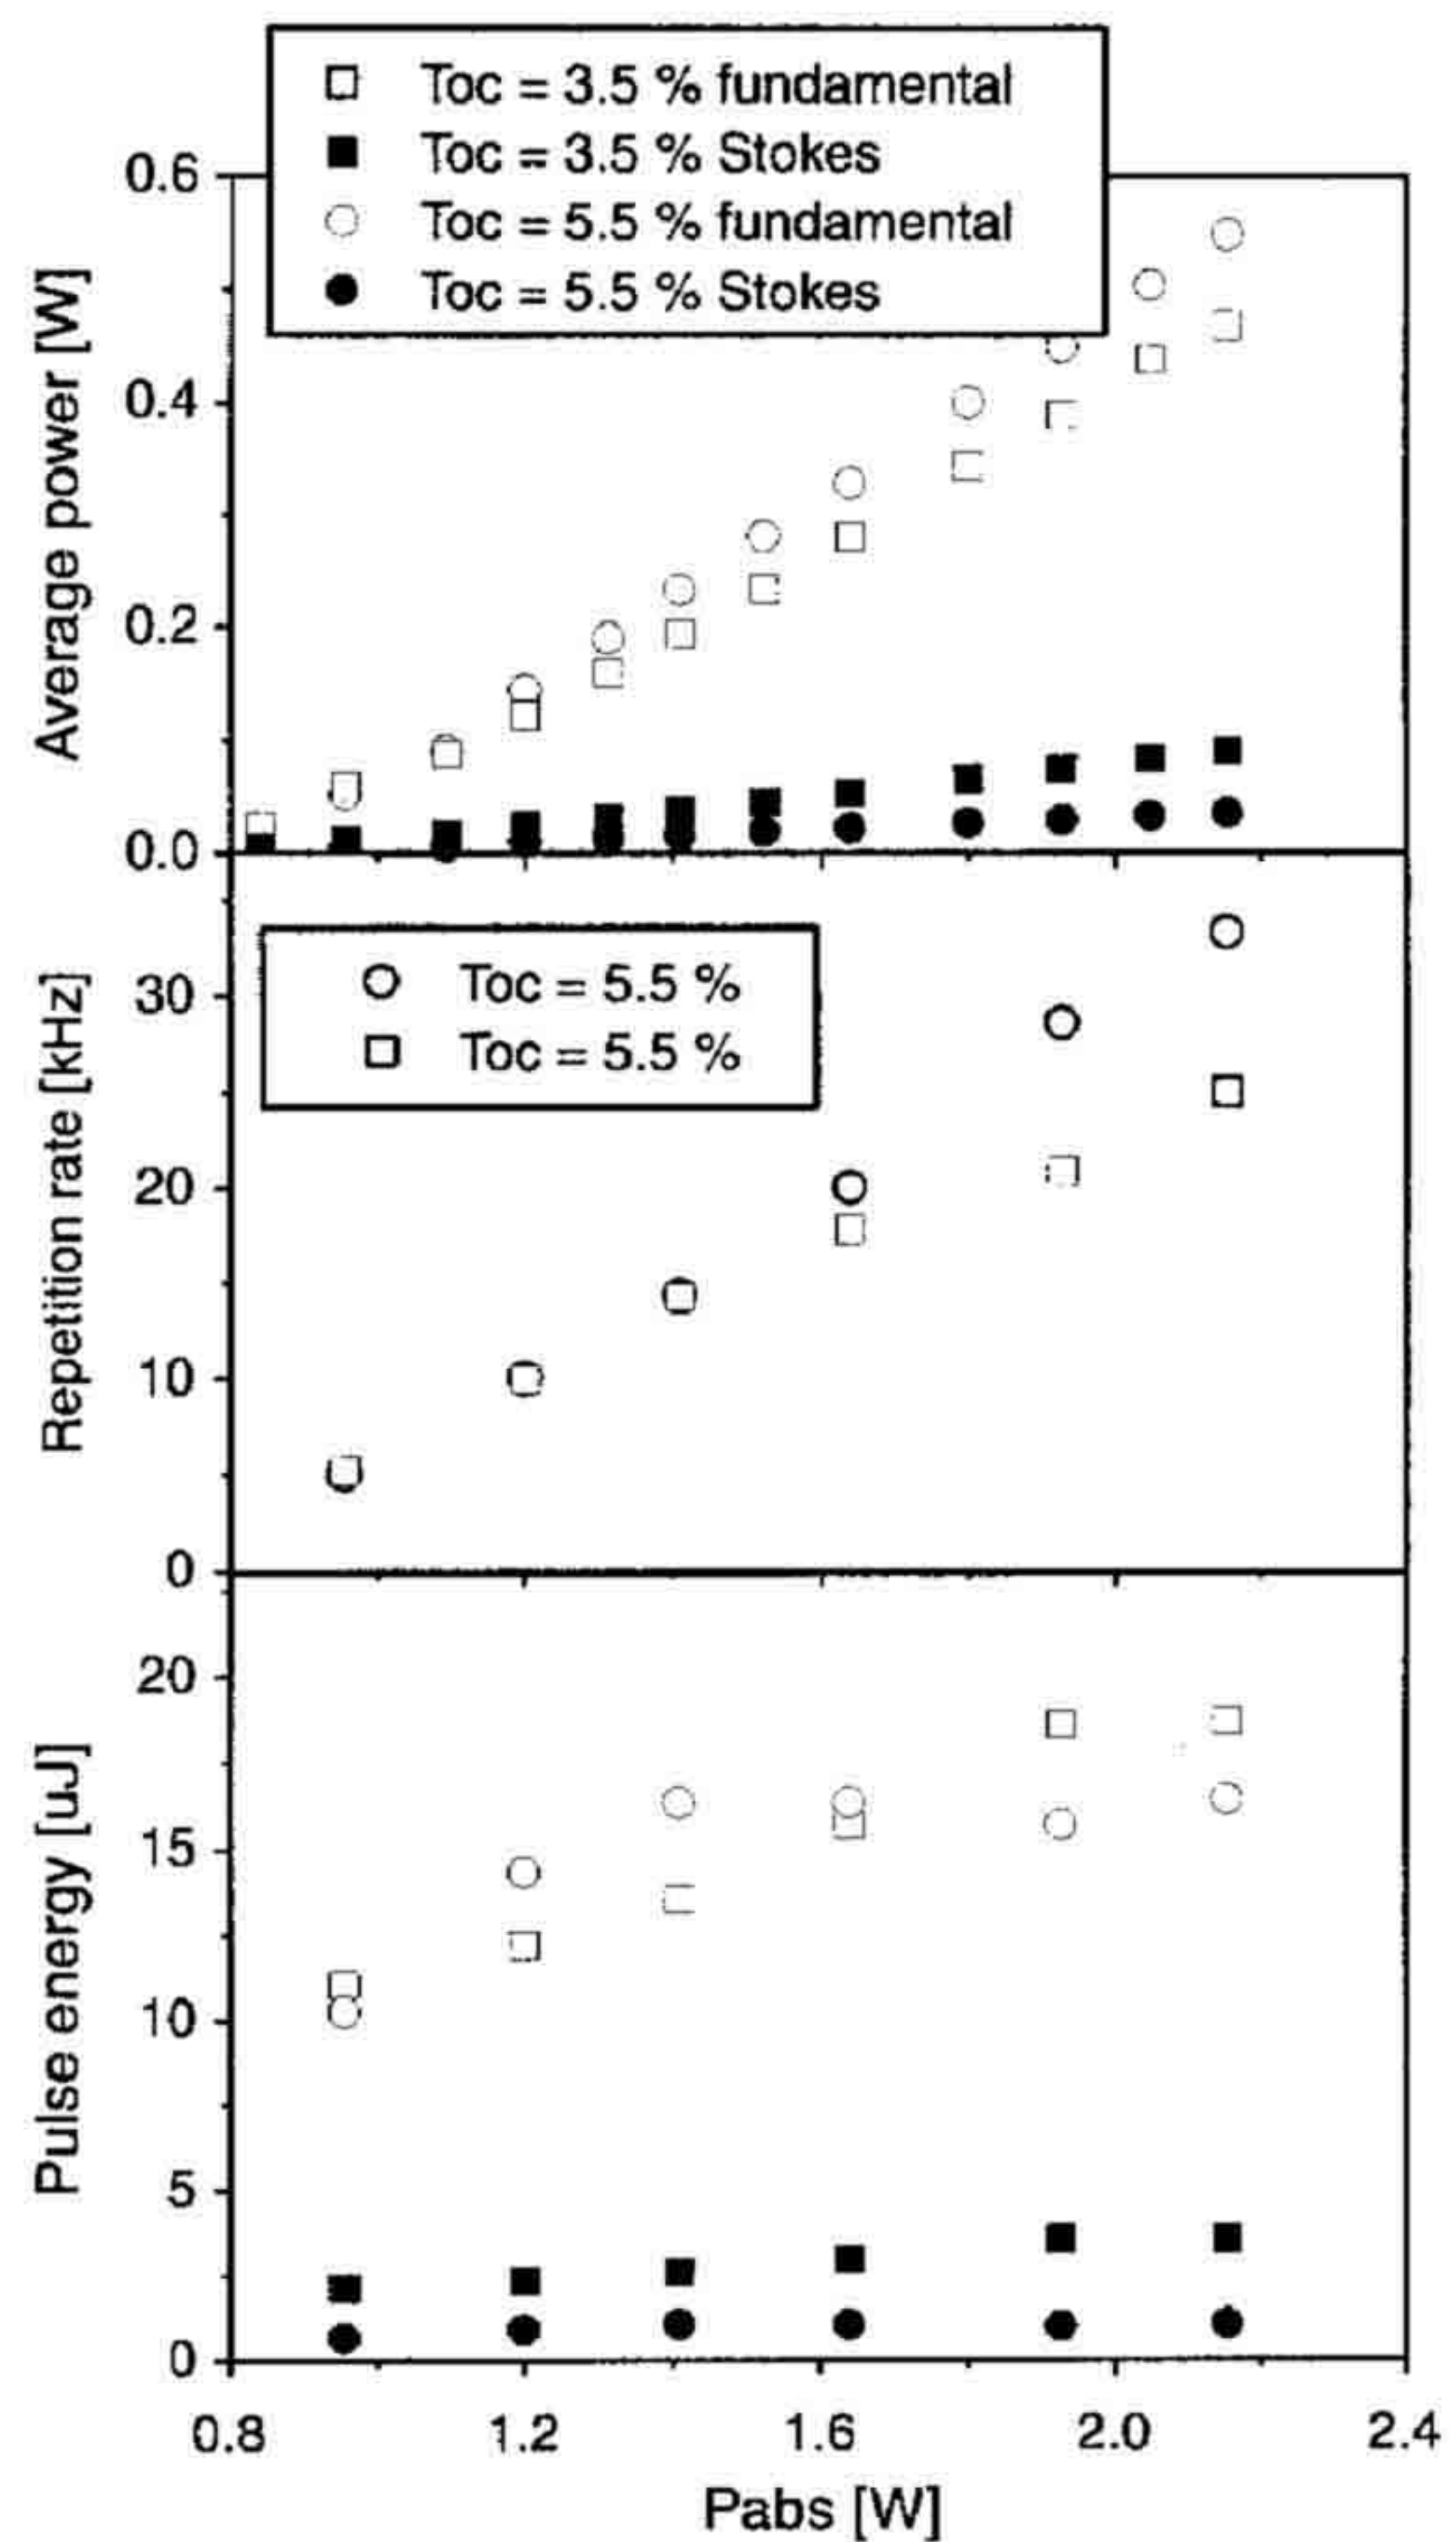 Toc = 3.5 % fundamental
Toc = 3.5 % Stokes
Toc = 5.5 % fundamental
Toc = 5.5 % Stokes
0.6
0.4
0.2
0.0
Average power [W]
Toc = 5.5 %
Toc = 5.5 %
30
20
10
0
Repetition rate [kHz]
20
15
10
5
0
Pulse energy [uJ]
0.8 1.2 1.6 2.0 2.4
Pabs [W]